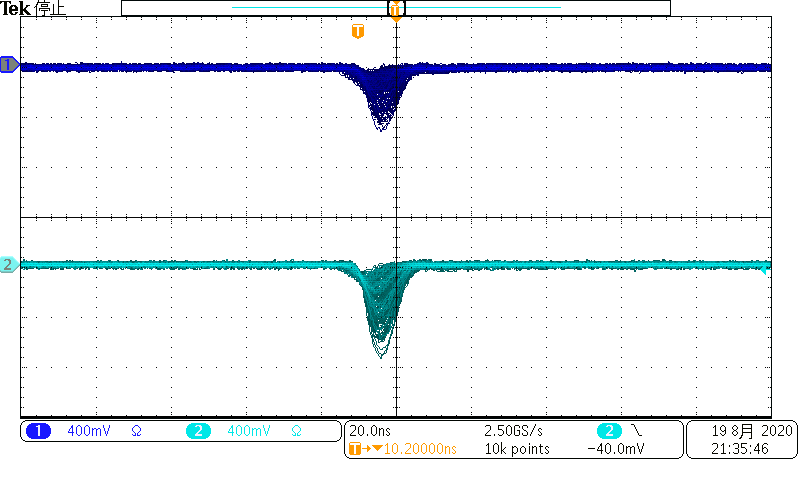 Tek 停止
T
T
1
2
1 400mV Ω 2 400mV Ω
20.0ns 2.50GS/s 2
T→▼10.20000ns 10k points −40.0mV
19 8月 2020
21:35:46